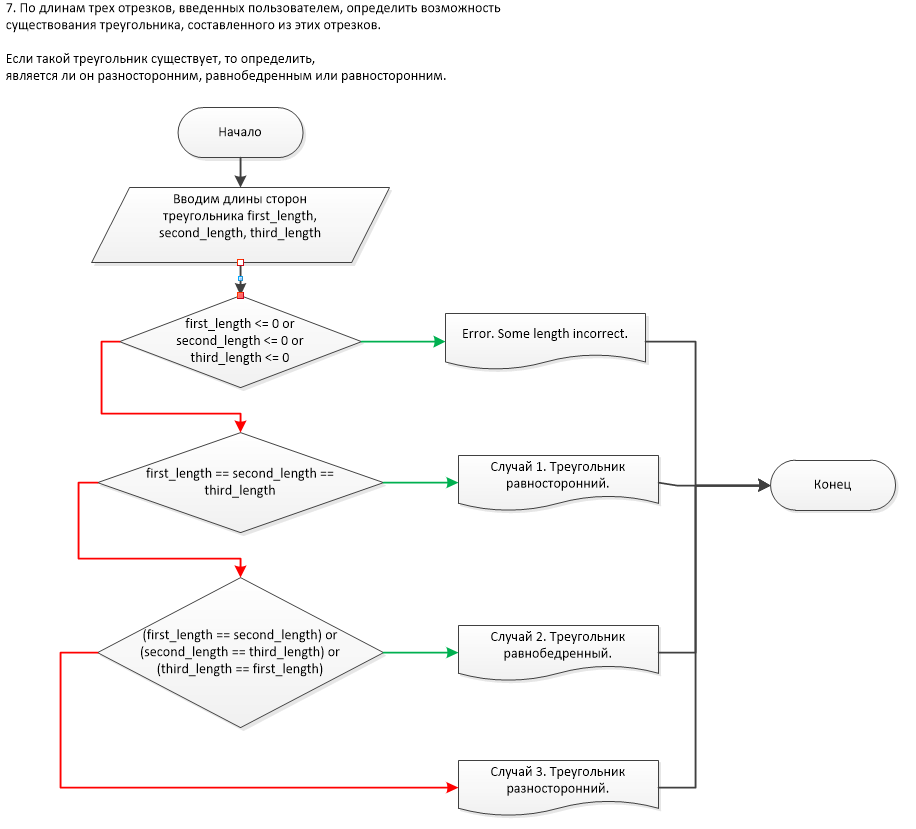 7. По длинам трех отрезков, введенных пользователем, определить возможность
существования треугольника, составленного из этих отрезков.
Если такой треугольник существует, то определить,
является ли он разносторонним, равнобедренным или равносторонним.
Начало
Вводим длины сторон
треугольника first_length,
second_length, third_length
first_length <= 0 or
second_length <= 0 or
third_length <= 0
Error. Some length incorrect.
first_length == second_length ==
third_length
Случай 1. Треугольник
равносторонний.
Конец
(first_length == second_length) or
(second_length == third_length) or
(third_length == first_length)
Случай 2. Треугольник
равнобедренный.
Случай 3. Треугольник
разносторонний.